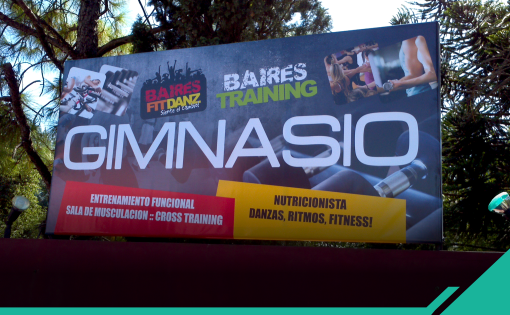 BAIRES
FITDANZ
BAIRES
TRAINING
GIMNASIO
ENTRENAMIENTO FUNCIONAL
SALA DE MUSCULACION :: CROSS TRAINING
NUTRICIONISTA
DANZAS, RITMOS, FITNESS!